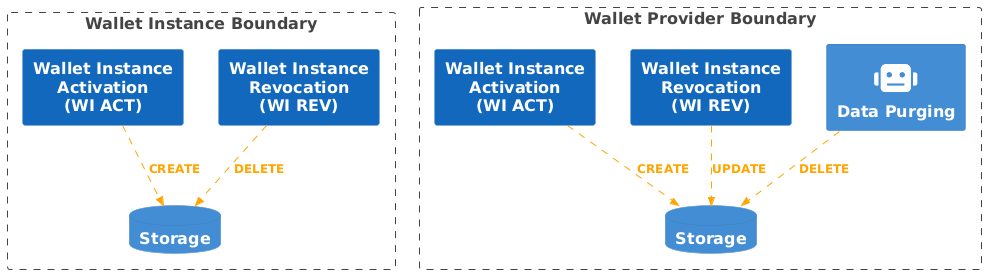 Wallet Instance Boundary
Wallet Instance
Activation
(WI ACT)
Wallet Instance
Revocation
(WI REV)
CREATE
DELETE
Storage
Wallet Provider Boundary
Wallet Instance
Activation
(WI ACT)
Wallet Instance
Revocation
(WI REV)
Data Purging
CREATE
UPDATE
DELETE
Storage